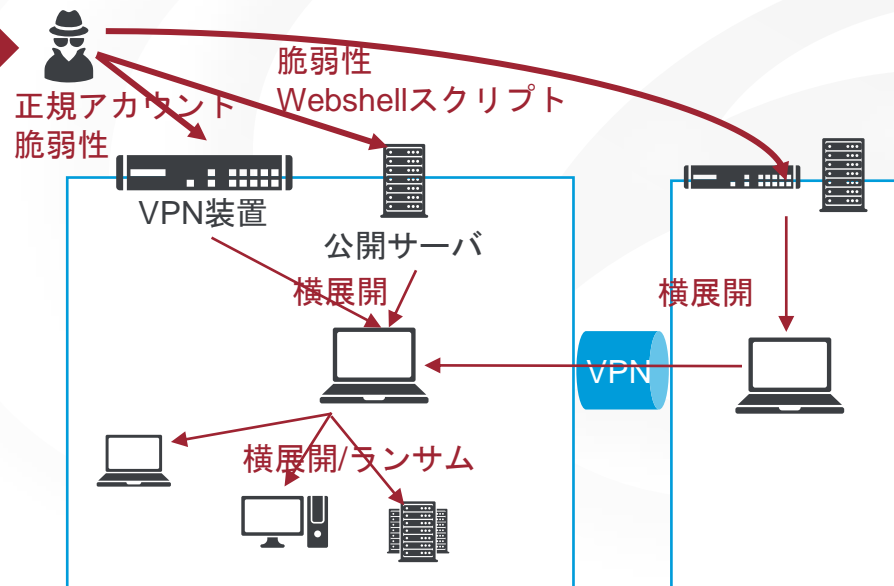 脆弱性
Webshellスクリプト
正規アカウント
脆弱性
VPN装置
公開サーバ
横展開
横展開
VPN
横展開/ランサム